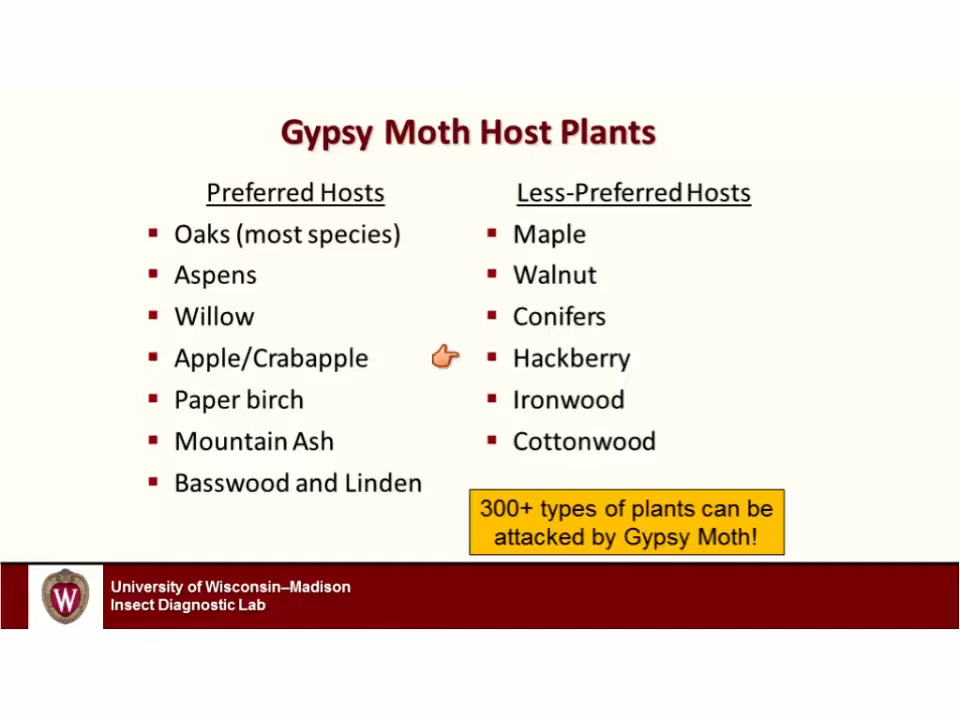 Gypsy Moth Host Plants
Preferred Hosts
Oaks (most species)
Aspens
Willow
Apple/Crabapple
Paper birch
Mountain Ash
Basswood and Linden
Less-Preferred Hosts
Maple
Walnut
Conifers
Hackberry
Ironwood
Cottonwood
300+ types of plants can be
attacked by Gypsy Moth!
W
University of Wisconsin–Madison
Insect Diagnostic Lab